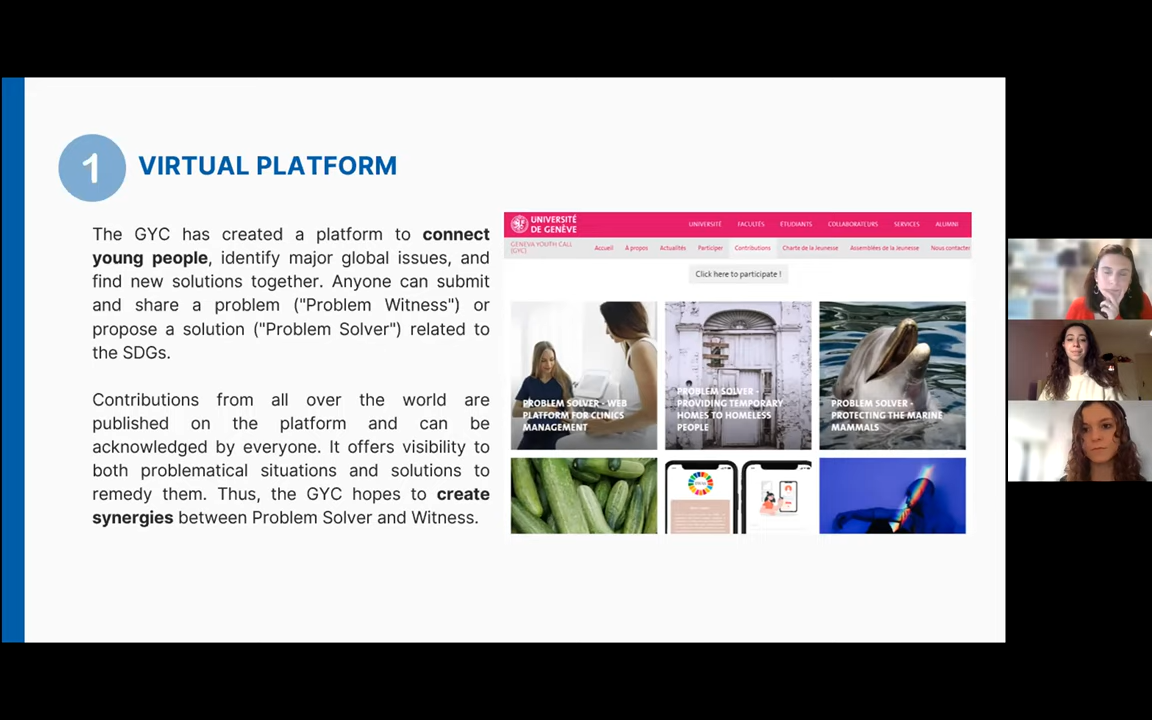 1
VIRTUAL PLATFORM
The GYC has created a platform to connect
young people, identify major global issues, and
find new solutions together. Anyone can submit
and share a problem ("Problem Witness") or
propose a solution ("Problem Solver") related to
the SDGs.
Contributions from all over the world are
published on the platform and can be
acknowledged by everyone. It offers visibility to
both problematical situations and solutions to
remedy them. Thus, the GYC hopes to create
synergies between Problem Solver and Witness.
UNIVERSITÉ
DE GENÈVE
UNIVERSITÉ FACULTÉS ÉTUDIANTS COLLABORATEURS SERVICES ALUMNI
GENEVA YOUTH CALL
(GYC)
Accueil À propos Actualités Participer Contributions Charte de la Jeunesse Assemblées de la Jeunesse Nous contacter
Click here to participate !
PROBLEM SOLVER - WEB
PLATFORM FOR CLINICS
MANAGEMENT
PROBLEM SOLVER -
PROVIDING TEMPORARY
HOMES TO HOMELESS
PEOPLE
PROBLEM SOLVER -
PROTECTING THE MARINE
MAMMALS